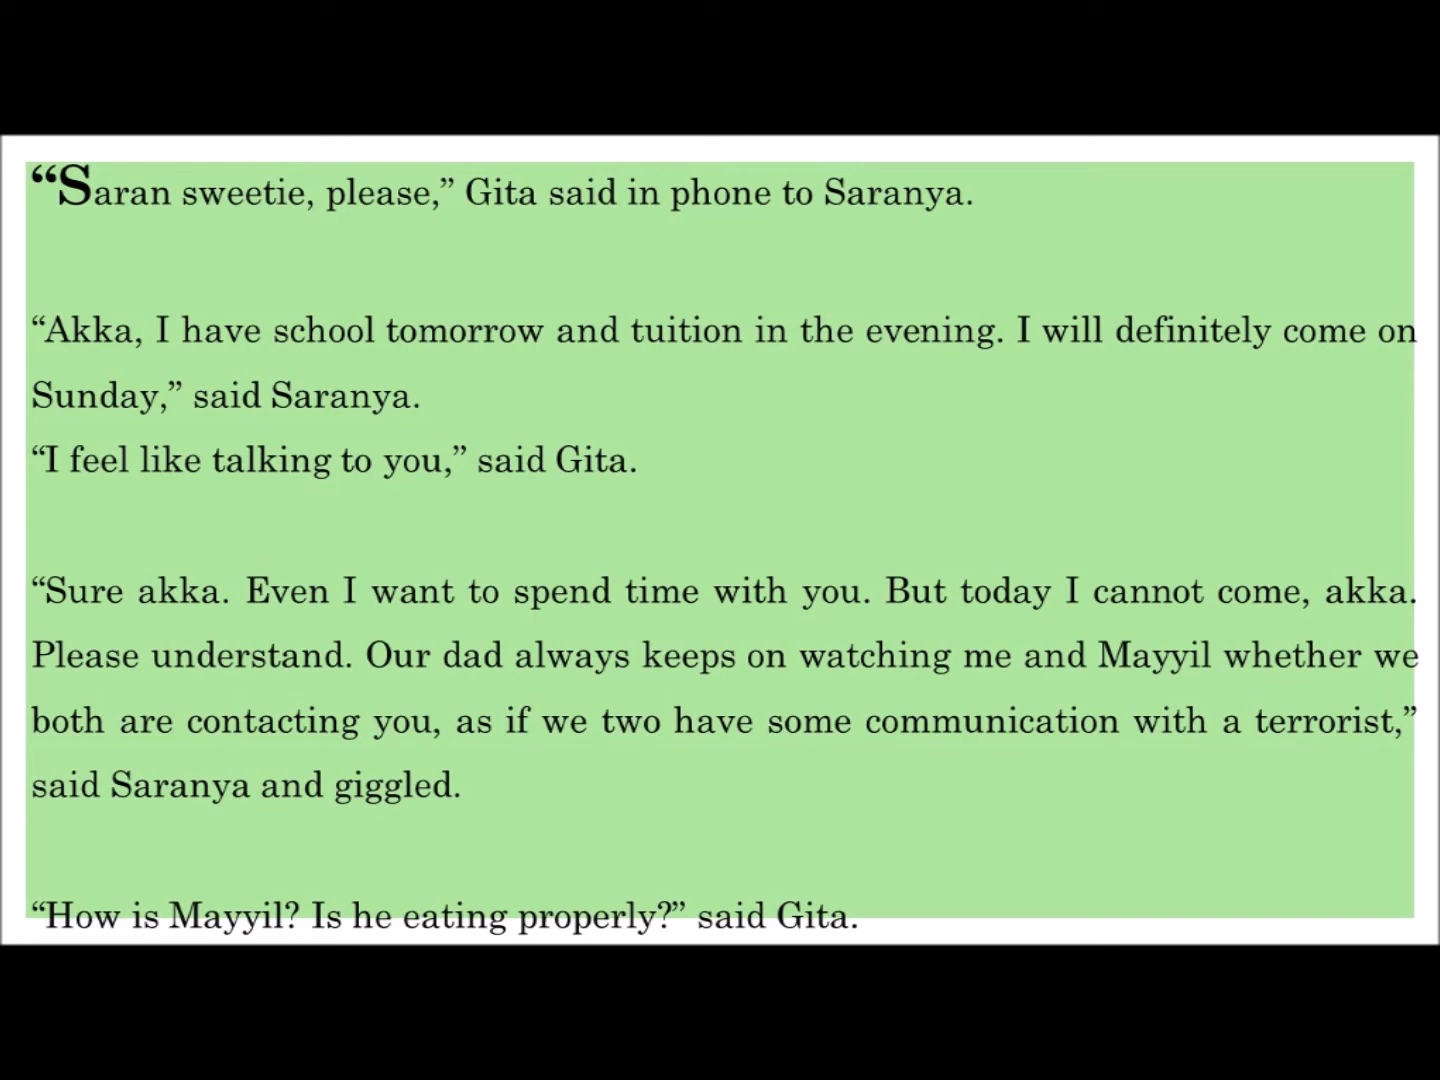 “Saran sweetie, please,” Gita said in phone to Saranya.
“Akka, I have school tomorrow and tuition in the evening. I will definitely come on
Sunday,” said Saranya.
“I feel like talking to you,” said Gita.
“Sure akka. Even I want to spend time with you. But today I cannot come, akka.
Please understand. Our dad always keeps on watching me and Mayyil whether we
both are contacting you, as if we two have some communication with a terrorist,”
said Saranya and giggled.
“How is Mayyil? Is he eating properly?” said Gita.